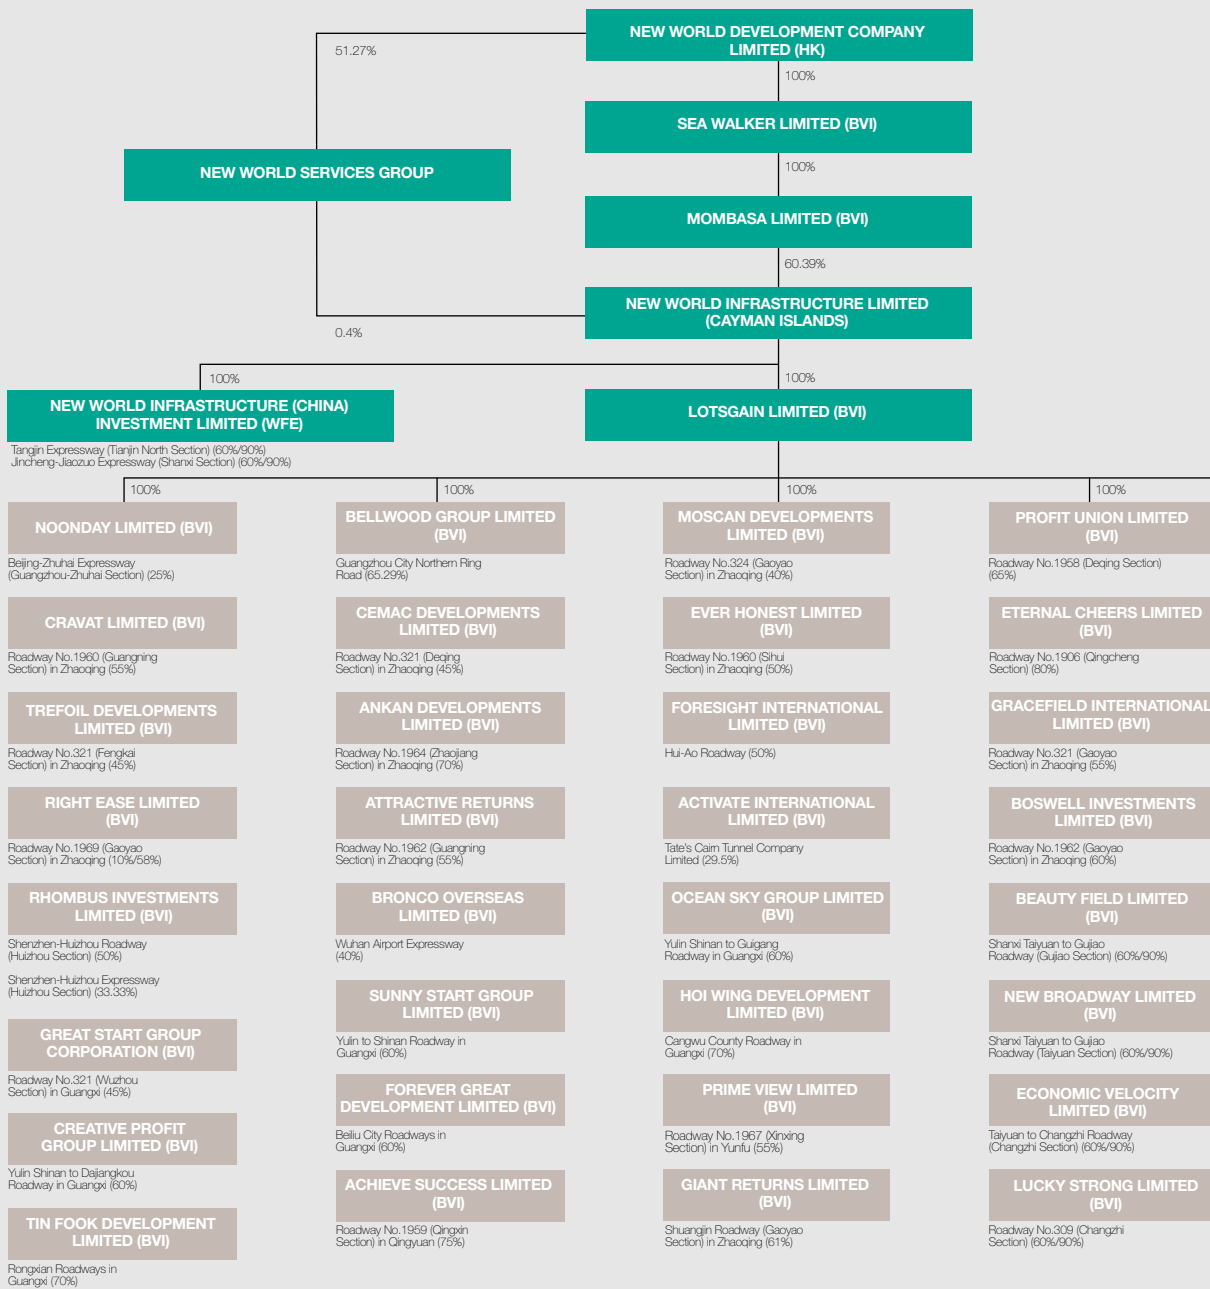 NEW WORLD DEVELOPMENT COMPANY
LIMITED (HK)
51.27%
100%
SEA WALKER LIMITED (BVI)
100%
NEW WORLD SERVICES GROUP
MOMBASA LIMITED (BVI)
60.39%
NEW WORLD INFRASTRUCTURE LIMITED
(CAYMAN ISLANDS)
0.4%
100%
100%
NEW WORLD INFRASTRUCTURE (CHINA)
INVESTMENT LIMITED (WFE)
Tangjin Expressway (Tianjin North Section) (60%/90%)
Jincheng-Jiaozuo Expressway (Shanxi Section) (60%/90%)
LOTSGAIN LIMITED (BVI)
100%
100%
100%
100%
NOONDAY LIMITED (BVI)
Beijing-Zhuhai Expressway
(Guangzhou-Zhuhai Section) (25%)
CRAVAT LIMITED (BVI)
Roadway No.1960 (Guangning
Section) in Zhaoqing (55%)
TREFOIL DEVELOPMENTS
LIMITED (BVI)
Roadway No.321 (Fengkai
Section) in Zhaoqing (45%)
RIGHT EASE LIMITED
(BVI)
Roadway No.1969 (Gaoyao
Section) in Zhaoqing (10%/58%)
RHOMBUS INVESTMENTS
LIMITED (BVI)
Shenzhen-Huizhou Roadway
(Huizhou Section) (50%)
Shenzhen-Huizhou Expressway
(Huizhou Section) (33.33%)
GREAT START GROUP
CORPORATION (BVI)
Roadway No.321 (Wuzhou
Section) in Guangxi (45%)
CREATIVE PROFIT
GROUP LIMITED (BVI)
Yulin Shinan to Dajiangkou
Roadway in Guangxi (60%)
TIN FOOK DEVELOPMENT
LIMITED (BVI)
Rongxian Roadways in
Guangxi (70%)
BELLWOOD GROUP LIMITED
(BVI)
Guangzhou City Northern Ring
Road (65.29%)
CEMAC DEVELOPMENTS
LIMITED (BVI)
Roadway No.321 (Deqing
Section) in Zhaoqing (45%)
ANKAN DEVELOPMENTS
LIMITED (BVI)
Roadway No.1964 (Zhaojiang
Section) in Zhaoqing (70%)
ATTRACTIVE RETURNS
LIMITED (BVI)
Roadway No.1962 (Guangning
Section) in Zhaoqing (55%)
BRONCO OVERSEAS
LIMITED (BVI)
Wuhan Airport Expressway
(40%)
SUNNY START GROUP
LIMITED (BVI)
Yulin to Shinan Roadway in
Guangxi (60%)
FOREVER GREAT
DEVELOPMENT LIMITED (BVI)
Beiliu City Roadways in
Guangxi (60%)
ACHIEVE SUCCESS LIMITED
(BVI)
Roadway No.1959 (Qingxin
Section) in Qingyuan (75%)
MOSCAN DEVELOPMENTS
LIMITED (BVI)
Roadway No.324 (Gaoyao
Section) in Zhaoqing (40%)
EVER HONEST LIMITED
(BVI)
Roadway No.1960 (Sihui
Section) in Zhaoqing (50%)
FORESIGHT INTERNATIONAL
LIMITED (BVI)
Hui-Ao Roadway (50%)
ACTIVATE INTERNATIONAL
LIMITED (BVI)
Tate's Cairn Tunnel Company
Limited (29.5%)
OCEAN SKY GROUP LIMITED
(BVI)
Yulin Shinan to Guigang
Roadway in Guangxi (60%)
HOI WING DEVELOPMENT
LIMITED (BVI)
Cangwu County Roadway in
Guangxi (70%)
PRIME VIEW LIMITED
(BVI)
Roadway No.1967 (Xinxing
Section) in Yunfu (55%)
GIANT RETURNS LIMITED
(BVI)
Shuangjin Roadway (Gaoyao
Section) in Zhaoqing (61%)
PROFIT UNION LIMITED
(BVI)
Roadway No.1958 (Deqing Section)
(65%)
ETERNAL CHEERS LIMITED
(BVI)
Roadway No.1906 (Qingcheng
Section) (80%)
GRACEFIELD INTERNATIONAL
LIMITED (BVI)
Roadway No.321 (Gaoyao
Section) in Zhaoqing (55%)
BOSWELL INVESTMENTS
LIMITED (BVI)
Roadway No.1962 (Gaoyao
Section) in Zhaoqing (60%)
BEAUTY FIELD LIMITED
(BVI)
Shanxi Taiyuan to Gujiao
Roadway (Gujiao Section) (60%/90%)
NEW BROADWAY LIMITED
(BVI)
Shanxi Taiyuan to Gujiao
Roadway (Taiyuan Section) (60%/90%)
ECONOMIC VELOCITY
LIMITED (BVI)
Taiyuan to Changzhi Roadway
(Changzhi Section) (60%/90%)
LUCKY STRONG LIMITED
(BVI)
Roadway No.309 (Changzhi
Section) (60%/90%)